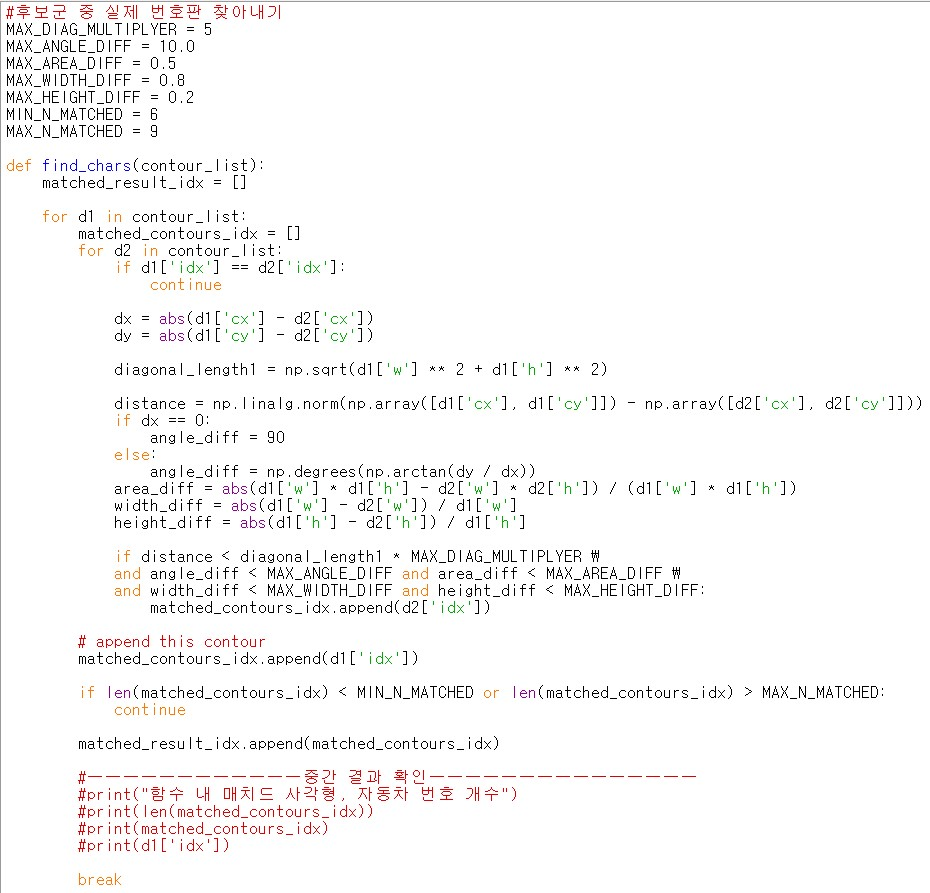 #후보군 중 실제 번호판 찾아내기
MAX_DIAG_MULTIPLYER = 5
MAX_ANGLE_DIFF = 10.0
MAX_AREA_DIFF = 0.5
MAX_WIDTH_DIFF = 0.8
MAX_HEIGHT_DIFF = 0.2
MIN_N_MATCHED = 6
MAX_N_MATCHED = 9

def find_chars(contour_list):
    matched_result_idx = []

    for d1 in contour_list:
        matched_contours_idx = []
        for d2 in contour_list:
            if d1['idx'] == d2['idx']:
                continue

            dx = abs(d1['cx'] - d2['cx'])
            dy = abs(d1['cy'] - d2['cy'])

            diagonal_length1 = np.sqrt(d1['w'] ** 2 + d1['h'] ** 2)

            distance = np.linalg.norm(np.array([d1['cx'], d1['cy']]) - np.array([d2['cx'], d2['cy']]))
            if dx == 0:
                angle_diff = 90
            else:
                angle_diff = np.degrees(np.arctan(dy / dx))
            area_diff = abs(d1['w'] * d1['h'] - d2['w'] * d2['h']) / (d1['w'] * d1['h'])
            width_diff = abs(d1['w'] - d2['w']) / d1['w']
            height_diff = abs(d1['h'] - d2['h']) / d1['h']

            if distance < diagonal_length1 * MAX_DIAG_MULTIPLYER ₩
            and angle_diff < MAX_ANGLE_DIFF and area_diff < MAX_AREA_DIFF ₩
            and width_diff < MAX_WIDTH_DIFF and height_diff < MAX_HEIGHT_DIFF:
                matched_contours_idx.append(d2['idx'])

        # append this contour
        matched_contours_idx.append(d1['idx'])

        if len(matched_contours_idx) < MIN_N_MATCHED or len(matched_contours_idx) > MAX_N_MATCHED:
            continue

        matched_result_idx.append(matched_contours_idx)

        #------------중간 결과 확인---------------
        #print("함수 내 매치드 사각형, 자동차 번호 개수")
        #print(len(matched_contours_idx))
        #print(matched_contours_idx)
        #print(d1['idx'])

        break